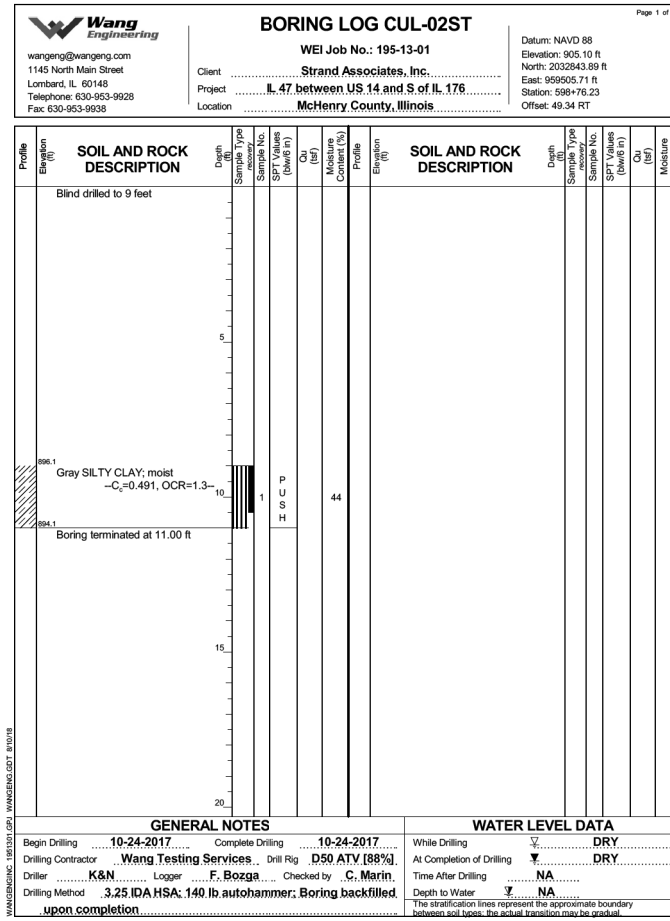 Page 1 of
Wang
Engineering
wangeng@wangeng.com
1145 North Main Street
Lombard, IL 60148
Telephone: 630-953-9928
Fax: 630-953-9938
BORING LOG CUL-02ST
WEI Job No.: 195-13-01
Client Strand Associates, Inc.
Project IL 47 between US 14 and S of IL 176
Location McHenry County, Illinois
Datum: NAVD 88
Elevation: 905.10 ft
North: 2032843.89 ft
East: 959505.71 ft
Station: 598+76.23
Offset: 49.34 RT
Profile
Elevation
(ft)
SOIL AND ROCK
DESCRIPTION
Depth
(ft)
Sample Type
recovery
Sample No.
SPT Values
(blw/6 in)
Qu
(tsf)
Moisture
Content (%)
Profile
Elevation
(ft)
SOIL AND ROCK
DESCRIPTION
Depth
(ft)
Sample Type
recovery
Sample No.
SPT Values
(blw/6 in)
Qu
(tsf)
Moisture
Blind drilled to 9 feet
5
896.1
Gray SILTY CLAY; moist
--Cc=0.491, OCR=1.3--
10
1
P
U
S
H
44
894.1
Boring terminated at 11.00 ft
15
20
GENERAL NOTES
Begin Drilling 10-24-2017 Complete Drilling 10-24-2017
Drilling Contractor Wang Testing Services Drill Rig D50 ATV [88%]
Driller K&N Logger F. Bozga Checked by C. Marin
Drilling Method 3.25 IDA HSA; 140 lb autohammer; Boring backfilled
upon completion
WATER LEVEL DATA
While Drilling DRY
At Completion of Drilling DRY
Time After Drilling NA
Depth to Water NA
The stratification lines represent the approximate boundary
between soil types; the actual transition may be gradual.
WANGENGINC 1951301.GPJ WANGENG.GDT 8/10/18